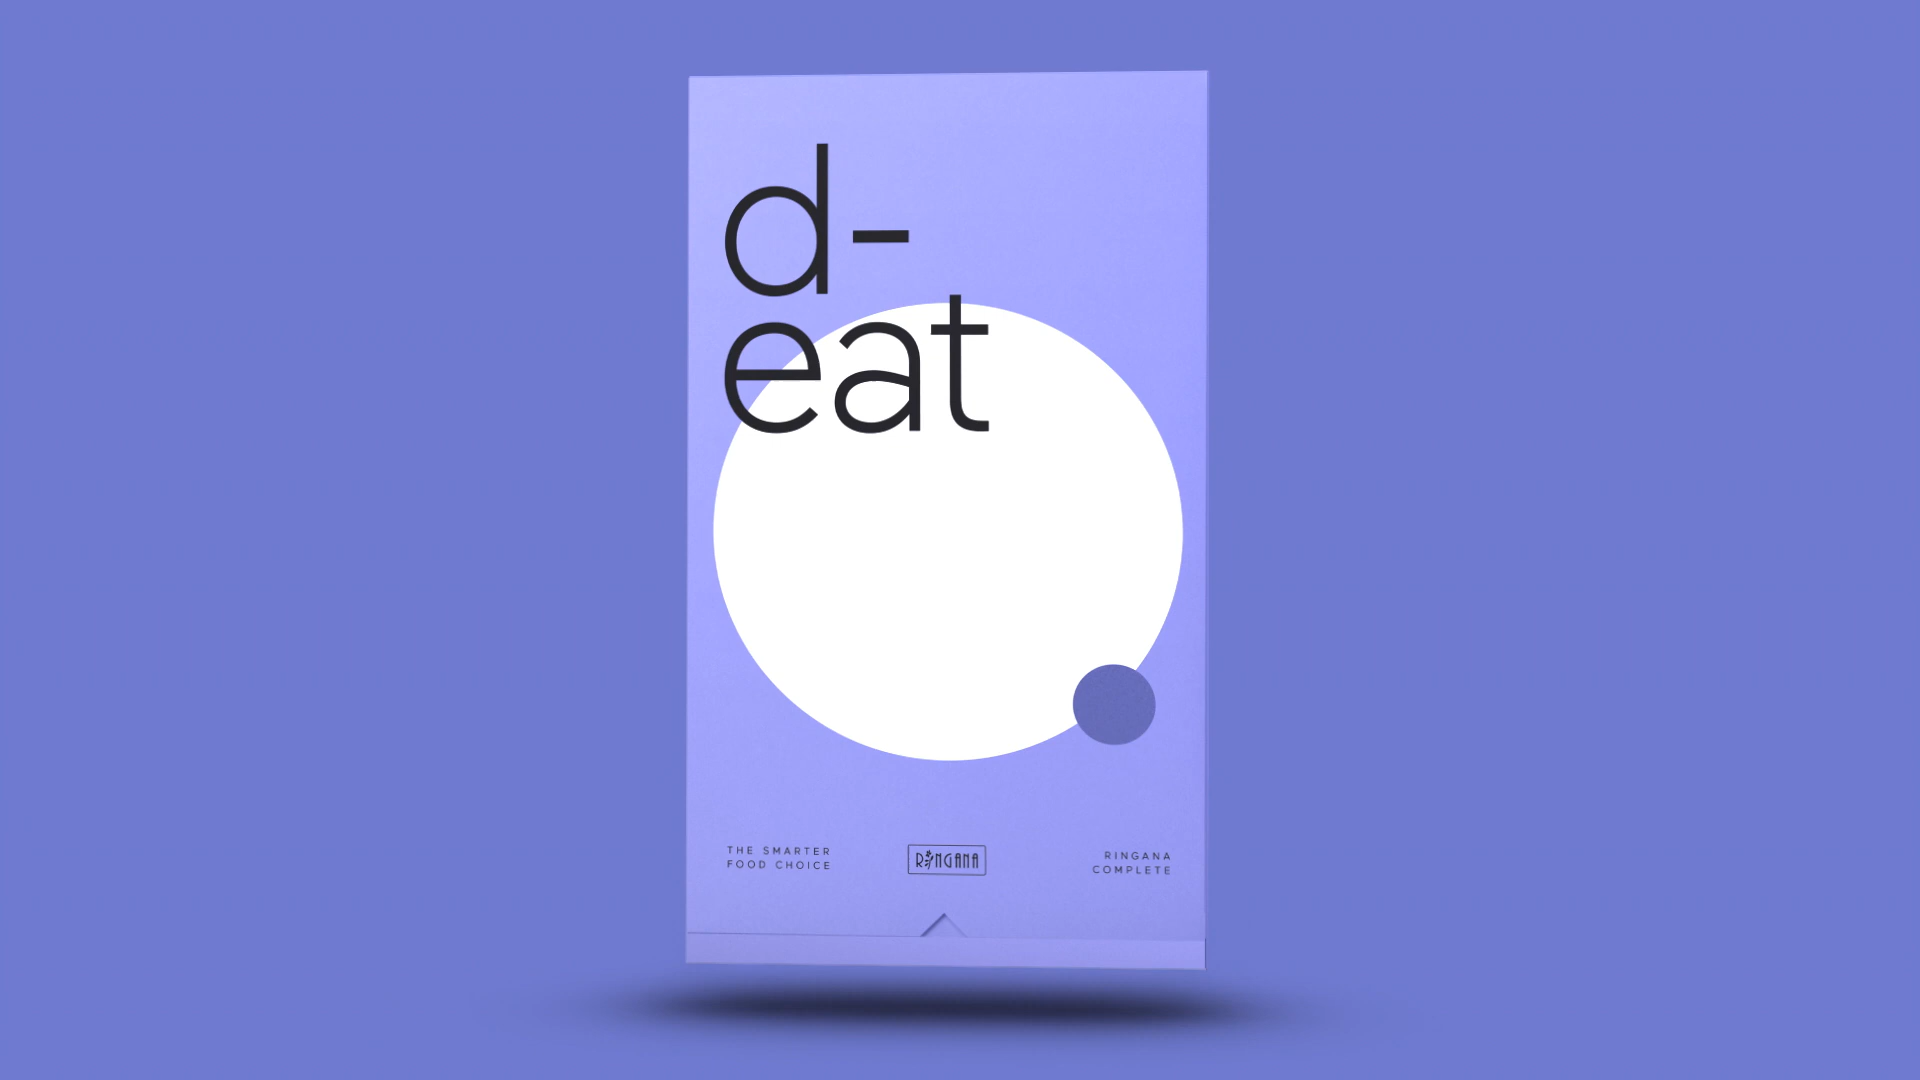 d-
eat
THE SMARTER
FOOD CHOICE
RINGANA
RINGANA
COMPLETE